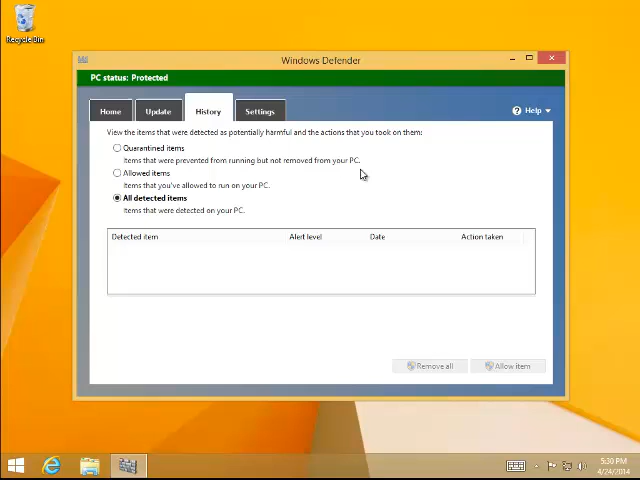 Recycle Bin
Windows Defender
PC status: Protected
Home
Update
History
Settings
Help
View the items that were detected as potentially harmful and the actions that you took on them:
Quarantined items
Items that were prevented from running but not removed from your PC.
Allowed items
Items that you've allowed to run on your PC.
All detected items
Items that were detected on your PC.
Detected item
Alert level
Date
Action taken
Remove all
Allow item
5:30 PM
4/24/2014